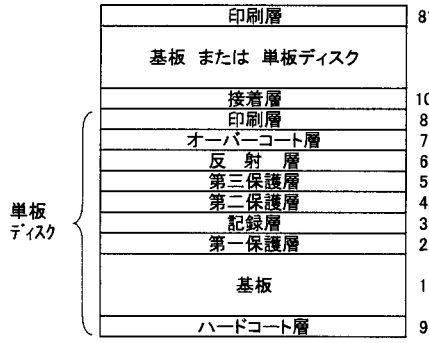 印刷層 8'
基板 または 単板ディスク
接着層 10
印刷層 8
オーバーコート層 7
反 射 層 6
第三保護層 5
第二保護層 4
記録層 3
第一保護層 2
基板 1
ハードコート層 9
単板
ディスク